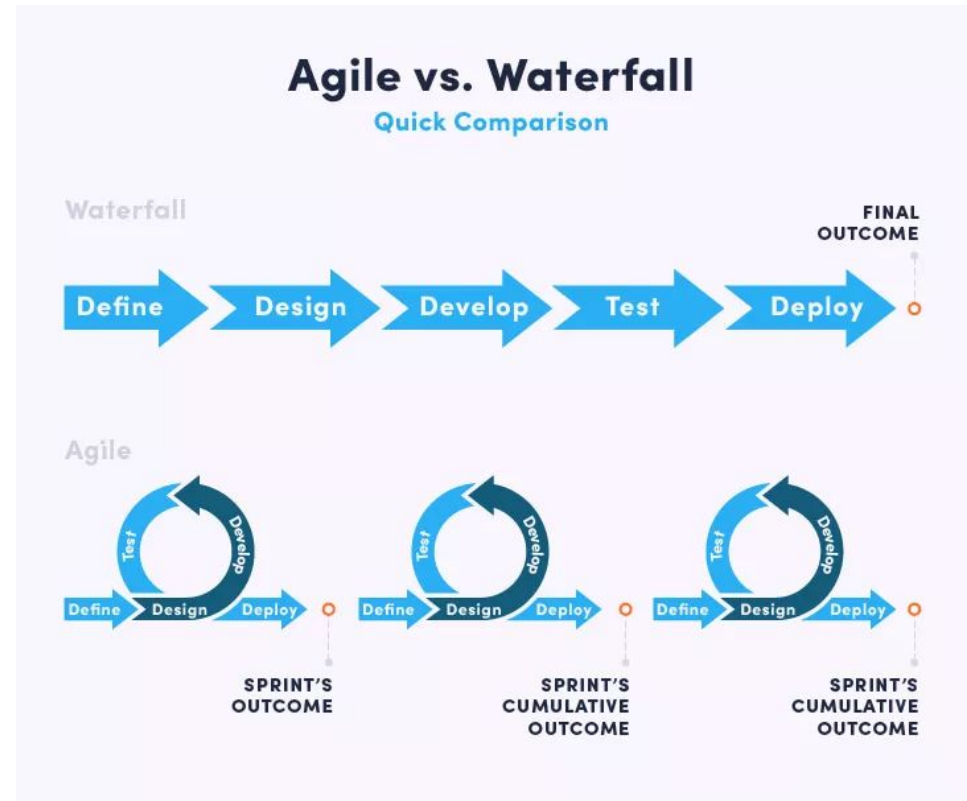 Agile vs. Waterfall
Quick Comparison
Waterfall
FINAL
OUTCOME
Define
Design
Develop
Test
Deploy
Agile
Test
Develop
Define
Design
Deploy
SPRINT'S
OUTCOME
Test
Develop
Define
Design
Deploy
SPRINT'S
CUMULATIVE
OUTCOME
Test
Develop
Define
Design
Deploy
SPRINT'S
CUMULATIVE
OUTCOME